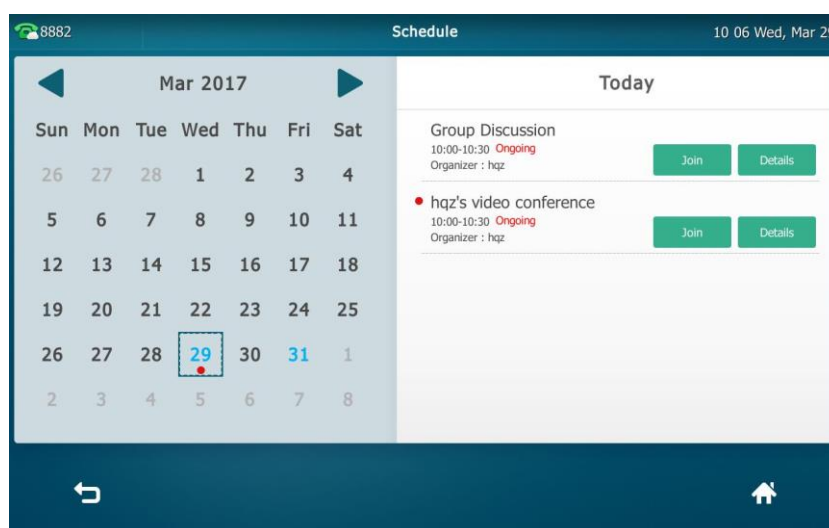 8882 Schedule 10 06 Wed, Mar 2
Mar 2017
Sun Mon Tue Wed Thu Fri Sat
26 27 28 1 2 3 4
5 6 7 8 9 10 11
12 13 14 15 16 17 18
19 20 21 22 23 24 25
26 27 28 29 30 31 1
2 3 4 5 6 7 8
Today
Group Discussion
10:00-10:30 Ongoing
Organizer : hqz
Join Details
hqz's video conference
10:00-10:30 Ongoing
Organizer : hqz
Join Details